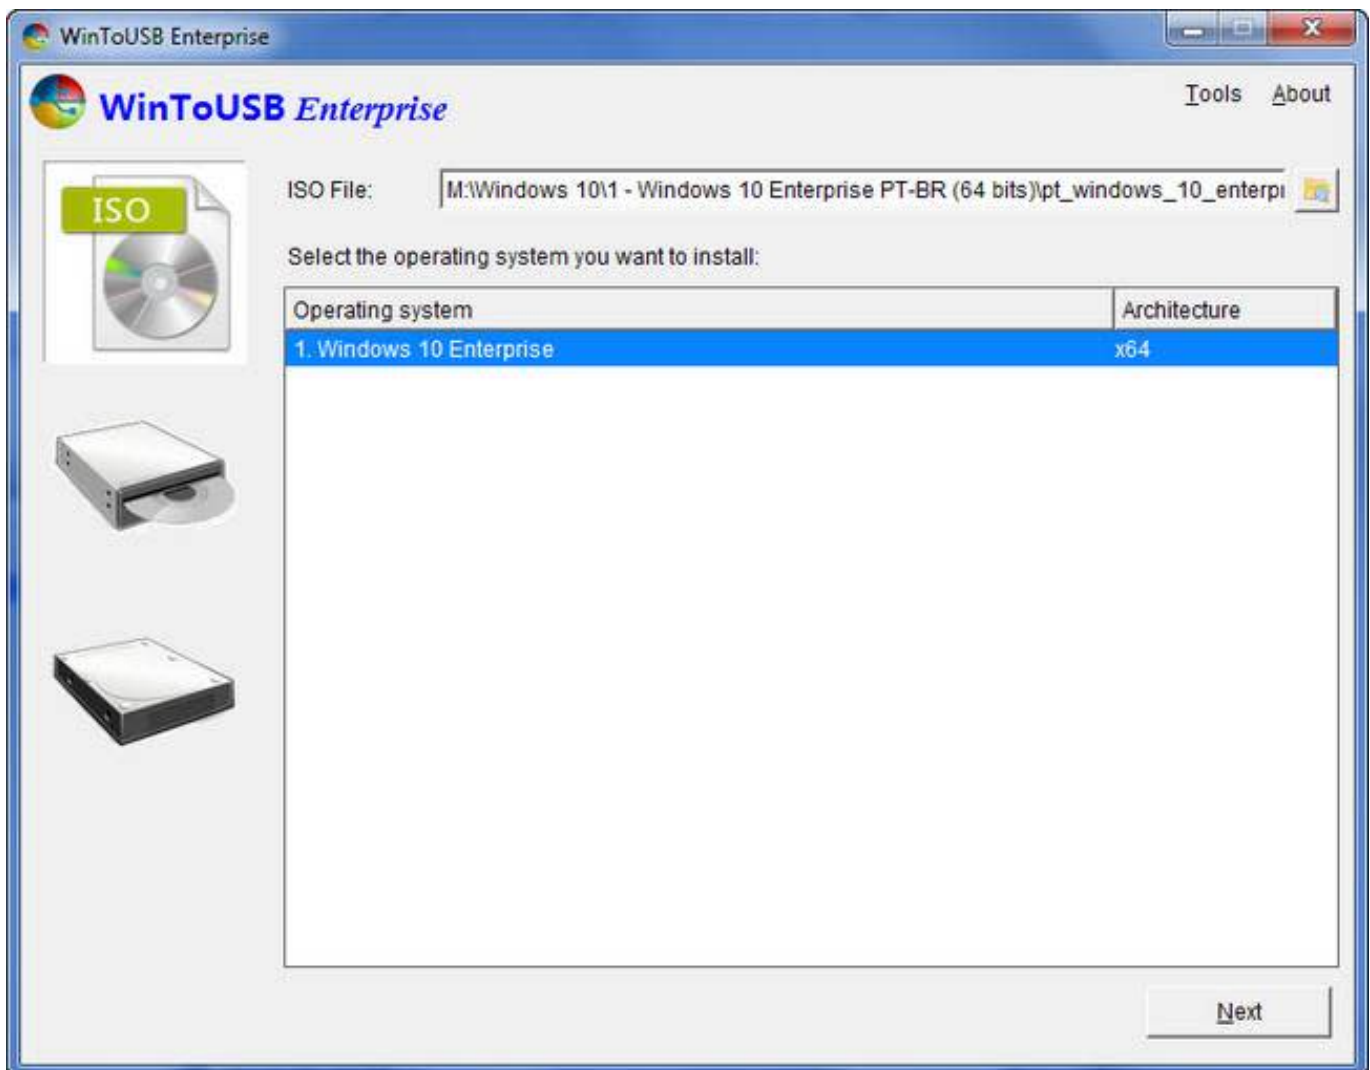 WinToUSB Enterprise
WinToUSB Enterprise
Tools About
ISO
ISO File: M:\Windows 10\1 - Windows 10 Enterprise PT-BR (64 bits)\pt_windows_10_enterpr
Select the operating system you want to install:
Operating system Architecture
1. Windows 10 Enterprise x64
Next